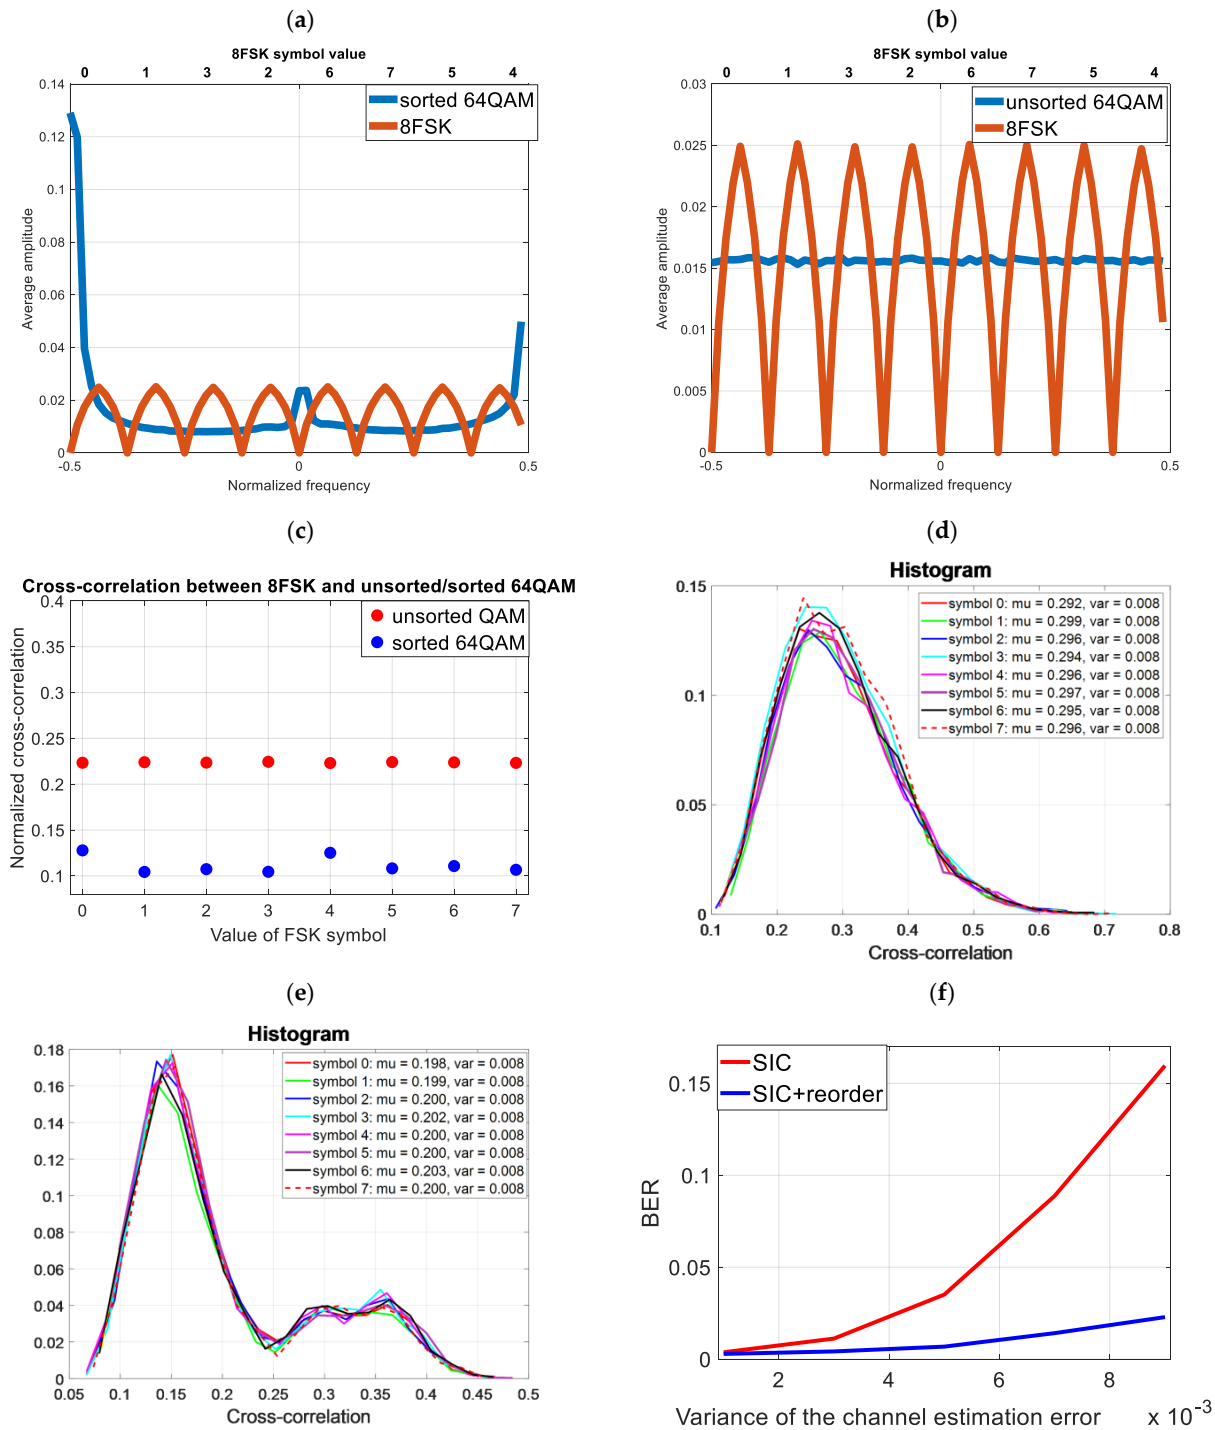 (a)
8FSK symbol value
0 1 3 2 6 7 5 4
0.14
0.12
0.1
0.08
0.06
0.04
0.02
0
Average amplitude
sorted 64QAM
8FSK
-0.5 0 0.5
Normalized frequency
(b)
8FSK symbol value
0 1 3 2 6 7 5 4
0.03
0.025
0.02
0.015
0.01
0.005
0
Average amplitude
unsorted 64QAM
8FSK
-0.5 0 0.5
Normalized frequency
(c)
Cross-correlation between 8FSK and unsorted/sorted 64QAM
0.4
0.35
0.3
0.25
0.2
0.15
0.1
Normalized cross-correlation
unsorted QAM
sorted 64QAM
0 1 2 3 4 5 6 7
Value of FSK symbol
(d)
Histogram
0.15
0.1
0.05
0
symbol 0: mu = 0.292, var = 0.008
symbol 1: mu = 0.299, var = 0.008
symbol 2: mu = 0.296, var = 0.008
symbol 3: mu = 0.294, var = 0.008
symbol 4: mu = 0.296, var = 0.008
symbol 5: mu = 0.297, var = 0.008
symbol 6: mu = 0.295, var = 0.008
symbol 7: mu = 0.296, var = 0.008
0.1 0.2 0.3 0.4 0.5 0.6 0.7 0.8
Cross-correlation
(e)
Histogram
0.18
0.16
0.14
0.12
0.1
0.08
0.06
0.04
0.02
0
symbol 0: mu = 0.198, var = 0.008
symbol 1: mu = 0.199, var = 0.008
symbol 2: mu = 0.200, var = 0.008
symbol 3: mu = 0.202, var = 0.008
symbol 4: mu = 0.200, var = 0.008
symbol 5: mu = 0.200, var = 0.008
symbol 6: mu = 0.203, var = 0.008
symbol 7: mu = 0.200, var = 0.008
0.05 0.1 0.15 0.2 0.25 0.3 0.35 0.4 0.45 0.5
Cross-correlation
(f)
SIC
SIC+reorder
0.15
0.1
0.05
0
BER
2 4 6 8
Variance of the channel estimation error x 10-3